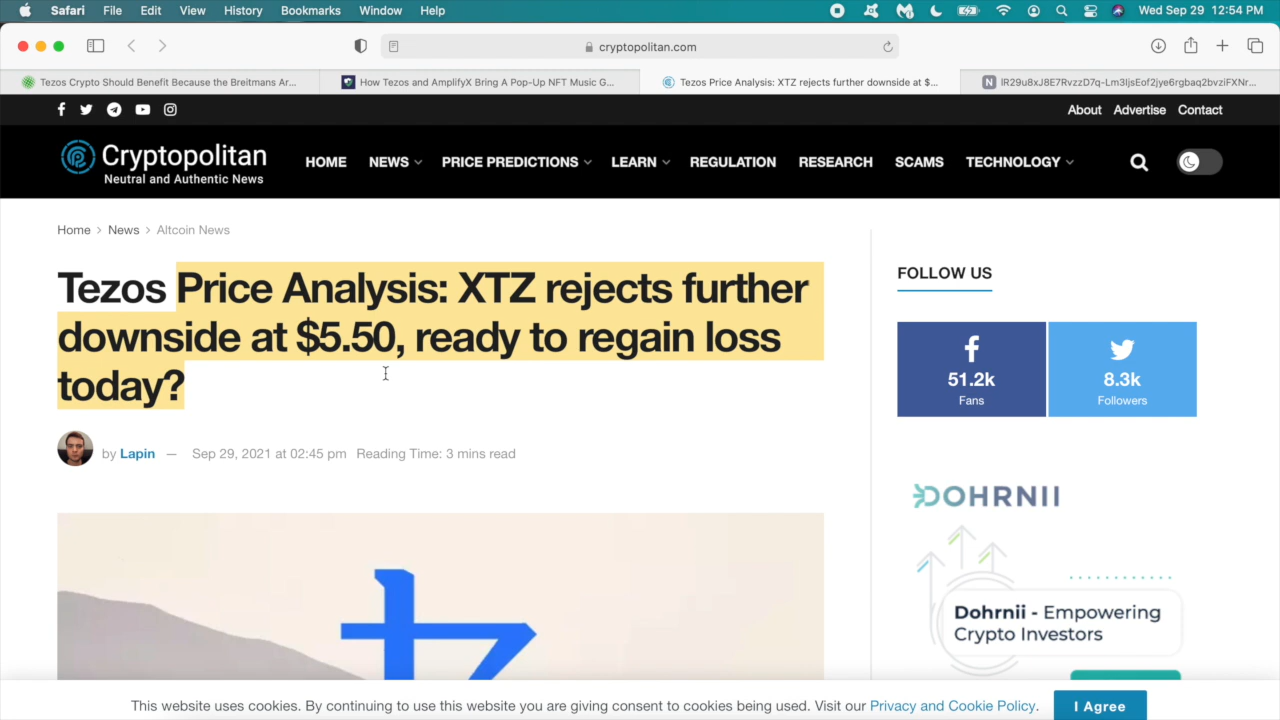 Safari File Edit View History Bookmarks Window Help Wed Sep 29 12:54 PM
cryptopolitan.com
Tezos Crypto Should Benefit Because the Breitmans Ar...
How Tezos and AmplifyX Bring A Pop-Up NFT Music G...
Tezos Price Analysis: XTZ rejects further downside at $...
N
About Advertise Contact
Cryptopolitan
Neutral and Authentic News
HOME NEWS PRICE PREDICTIONS LEARN REGULATION RESEARCH SCAMS TECHNOLOGY
Home > News > Altcoin News
Tezos Price Analysis: XTZ rejects further
downside at $5.50, ready to regain loss
today?
by Lapin — Sep 29, 2021 at 02:45 pm Reading Time: 3 mins read
FOLLOW US
51.2k
Fans
8.3k
Followers
DOHRNII
Dohrnii - Empowering
Crypto Investors
This website uses cookies. By continuing to use this website you are giving consent to cookies being used. Visit our Privacy and Cookie Policy.
I Agree